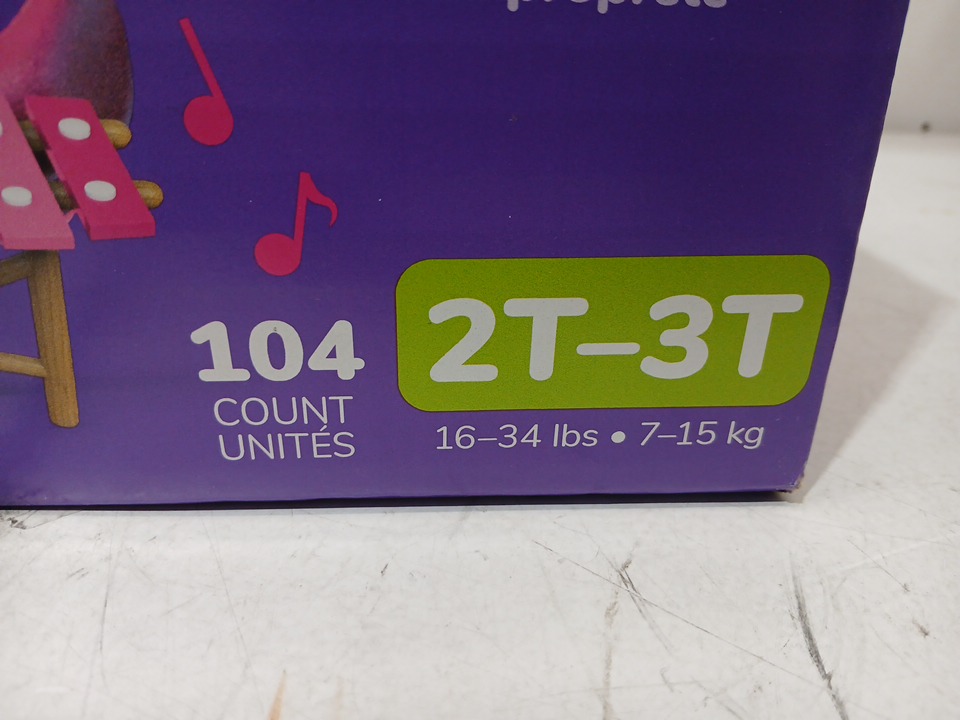 2T–3T
104
COUNT
UNITÉS
16–34 lbs • 7–15 kg